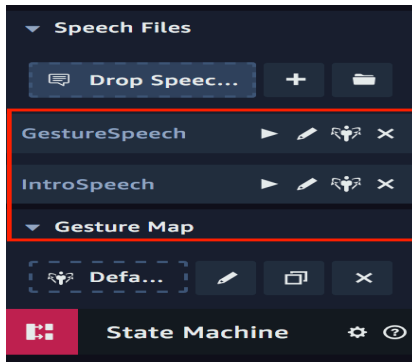 Speech Files
Drop Speec...
GestureSpeech
IntroSpeech
Gesture Map
Defa...
State Machine